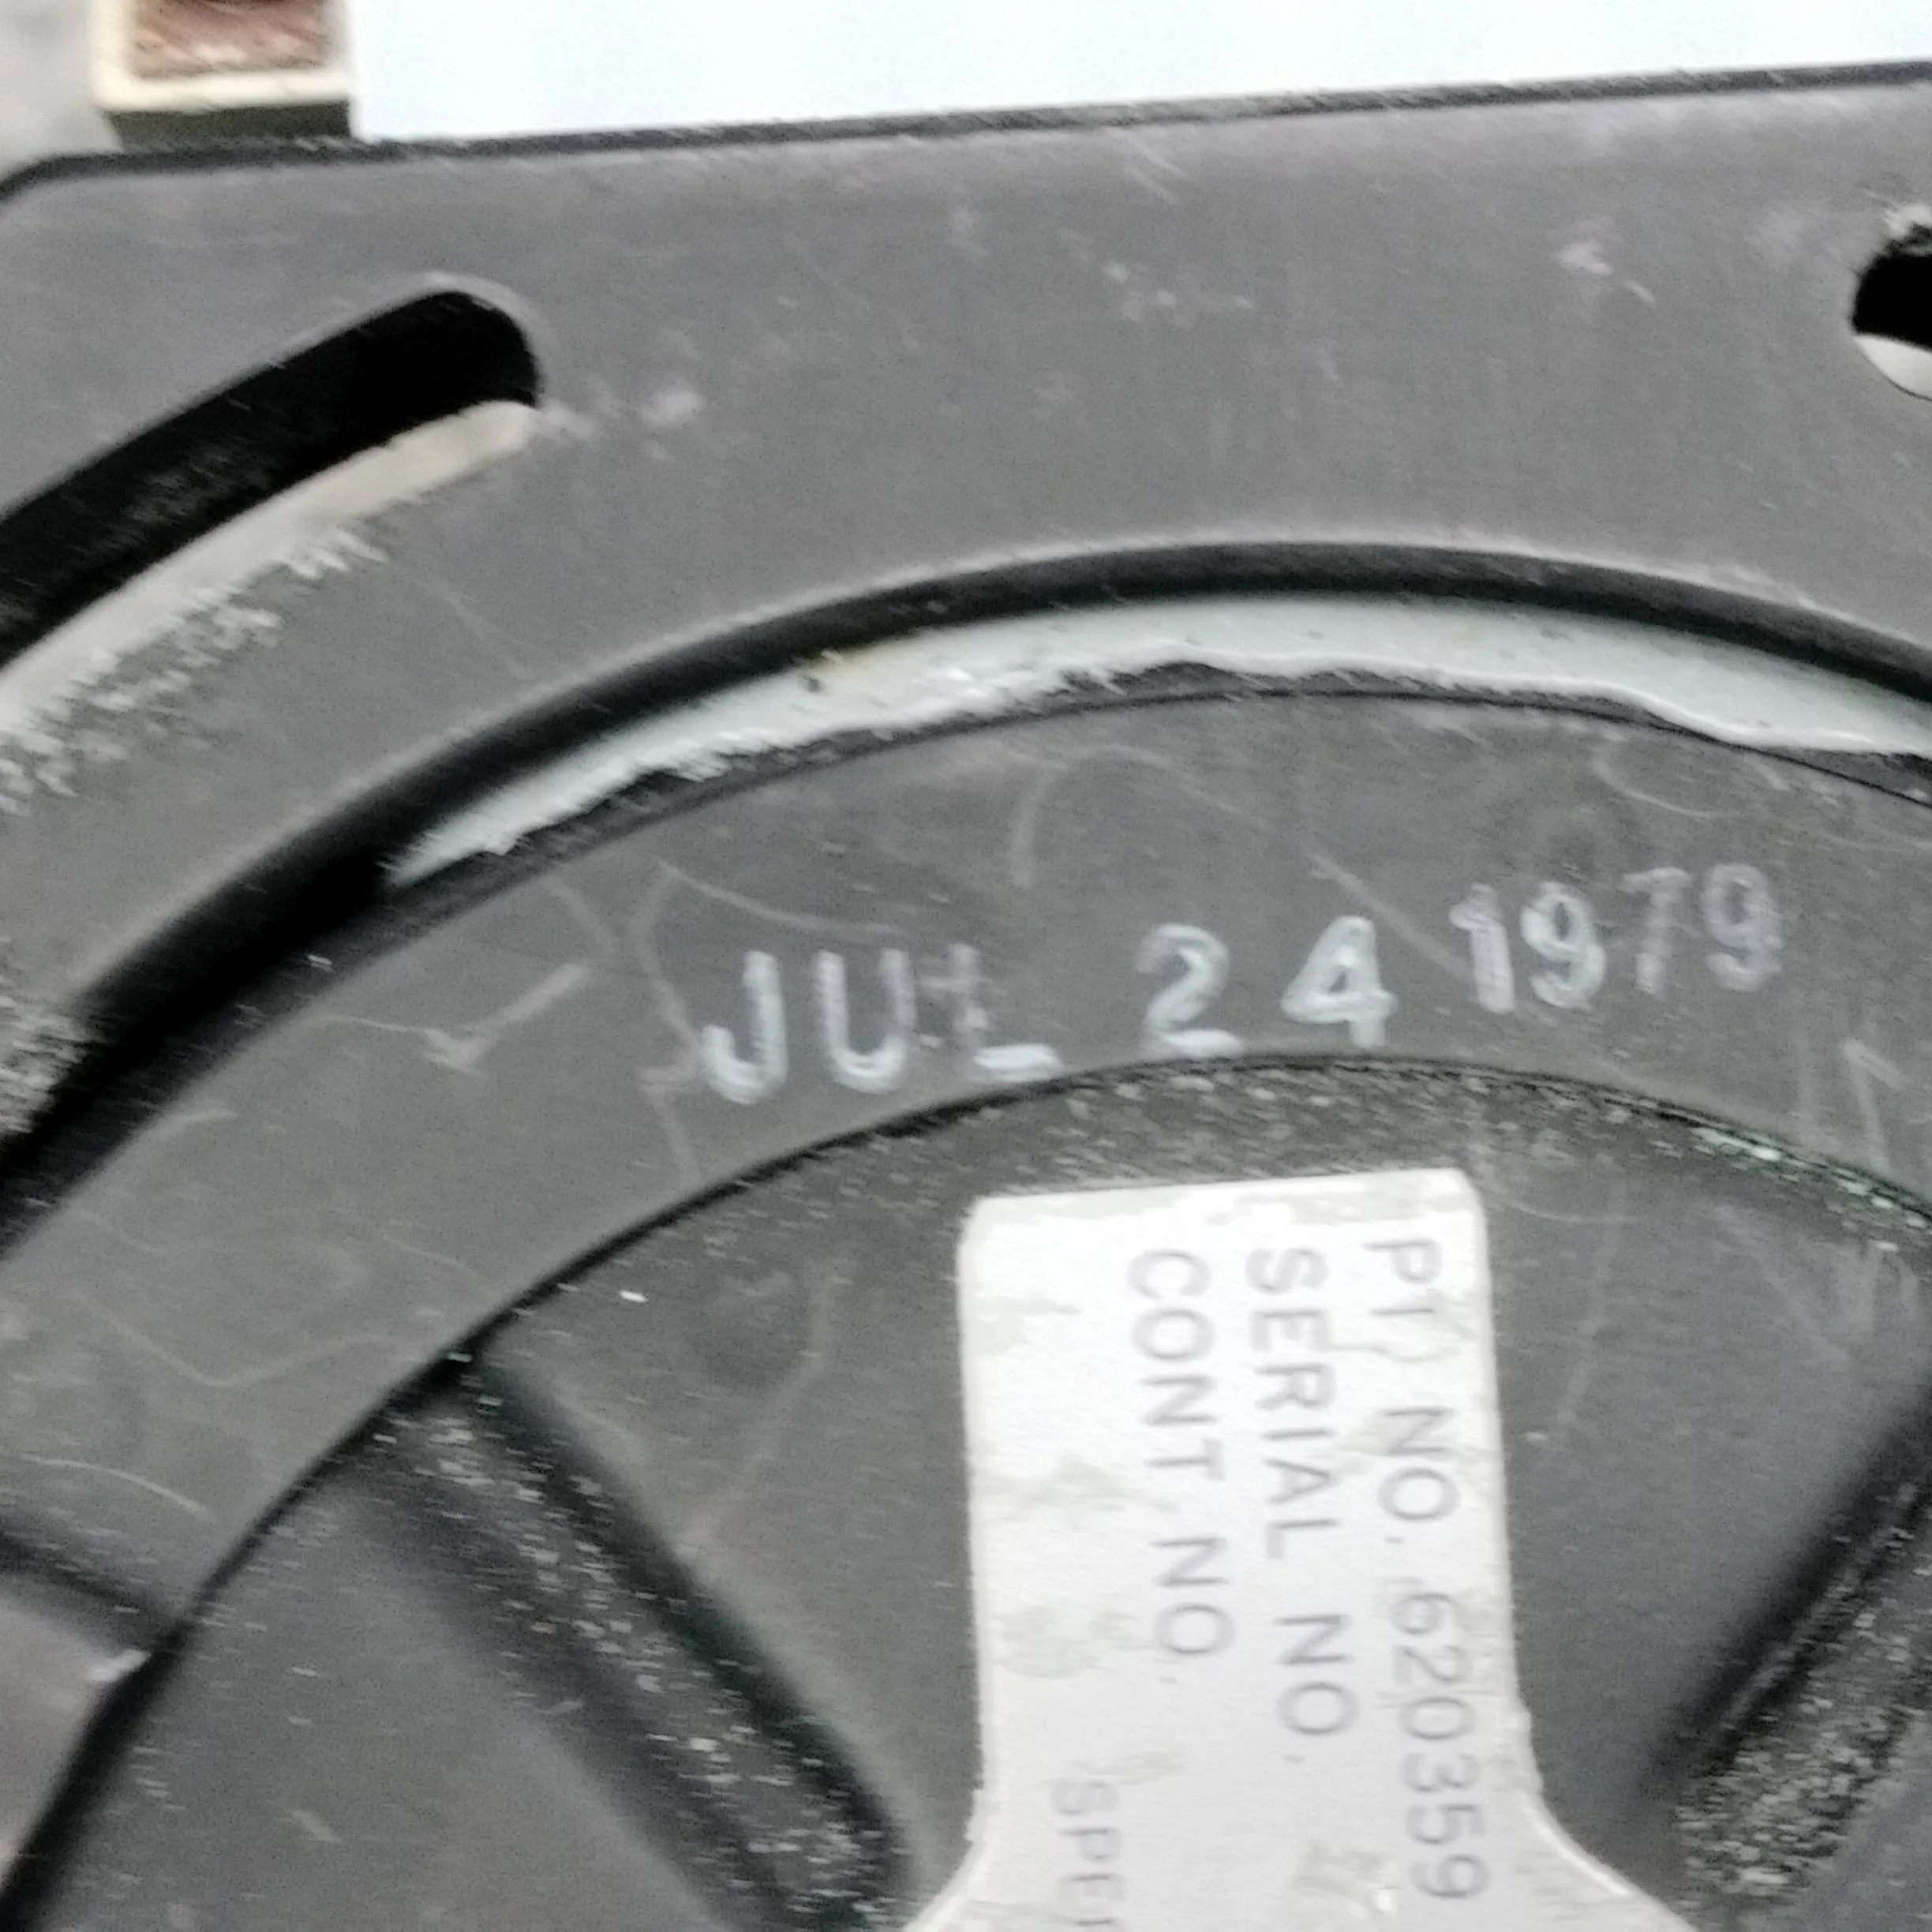 JUL 24 1979
PT NO. 620359
SERIAL NO.
CONT. NO.